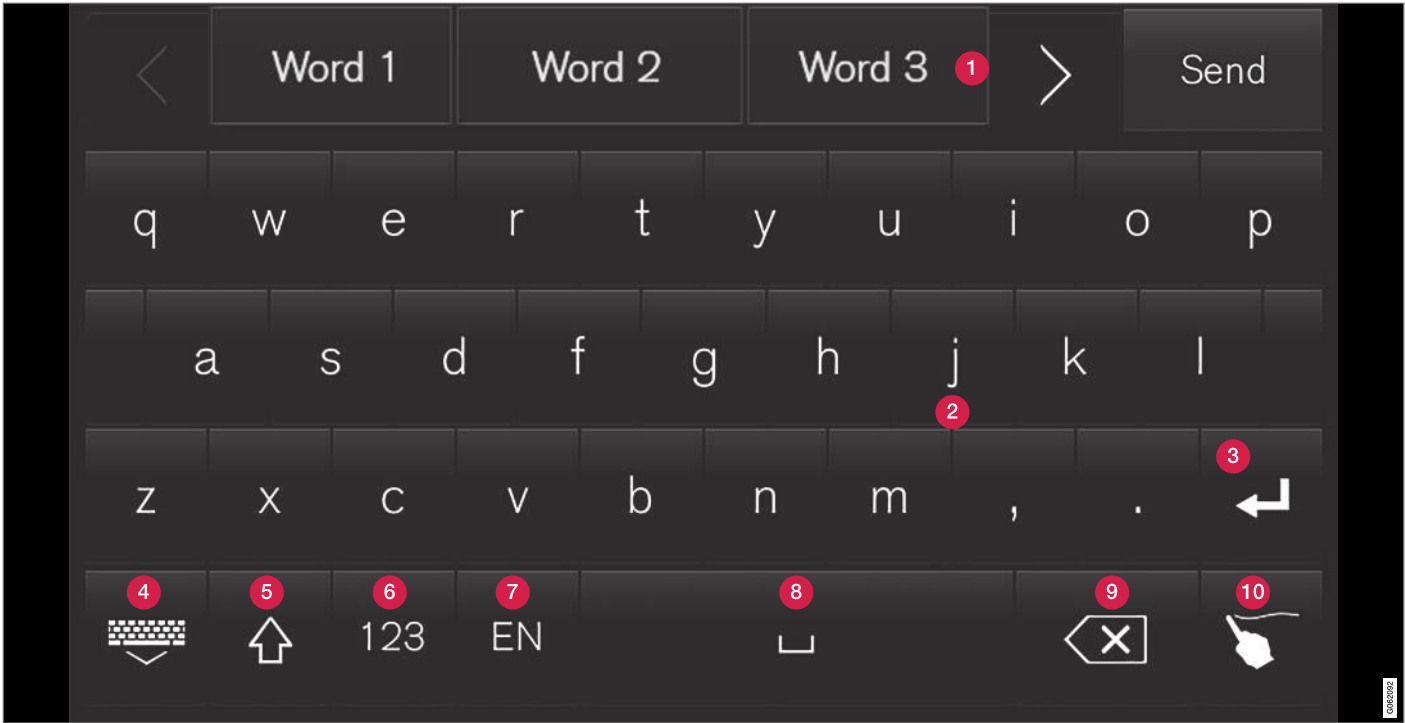 Word 1 Word 2 Word 3 1 Send
q w e r t y u i o p
a s d f g h j k l
2
3
z x c v b n m , .
4 5 6 7 8 9 10
123 EN
G062092